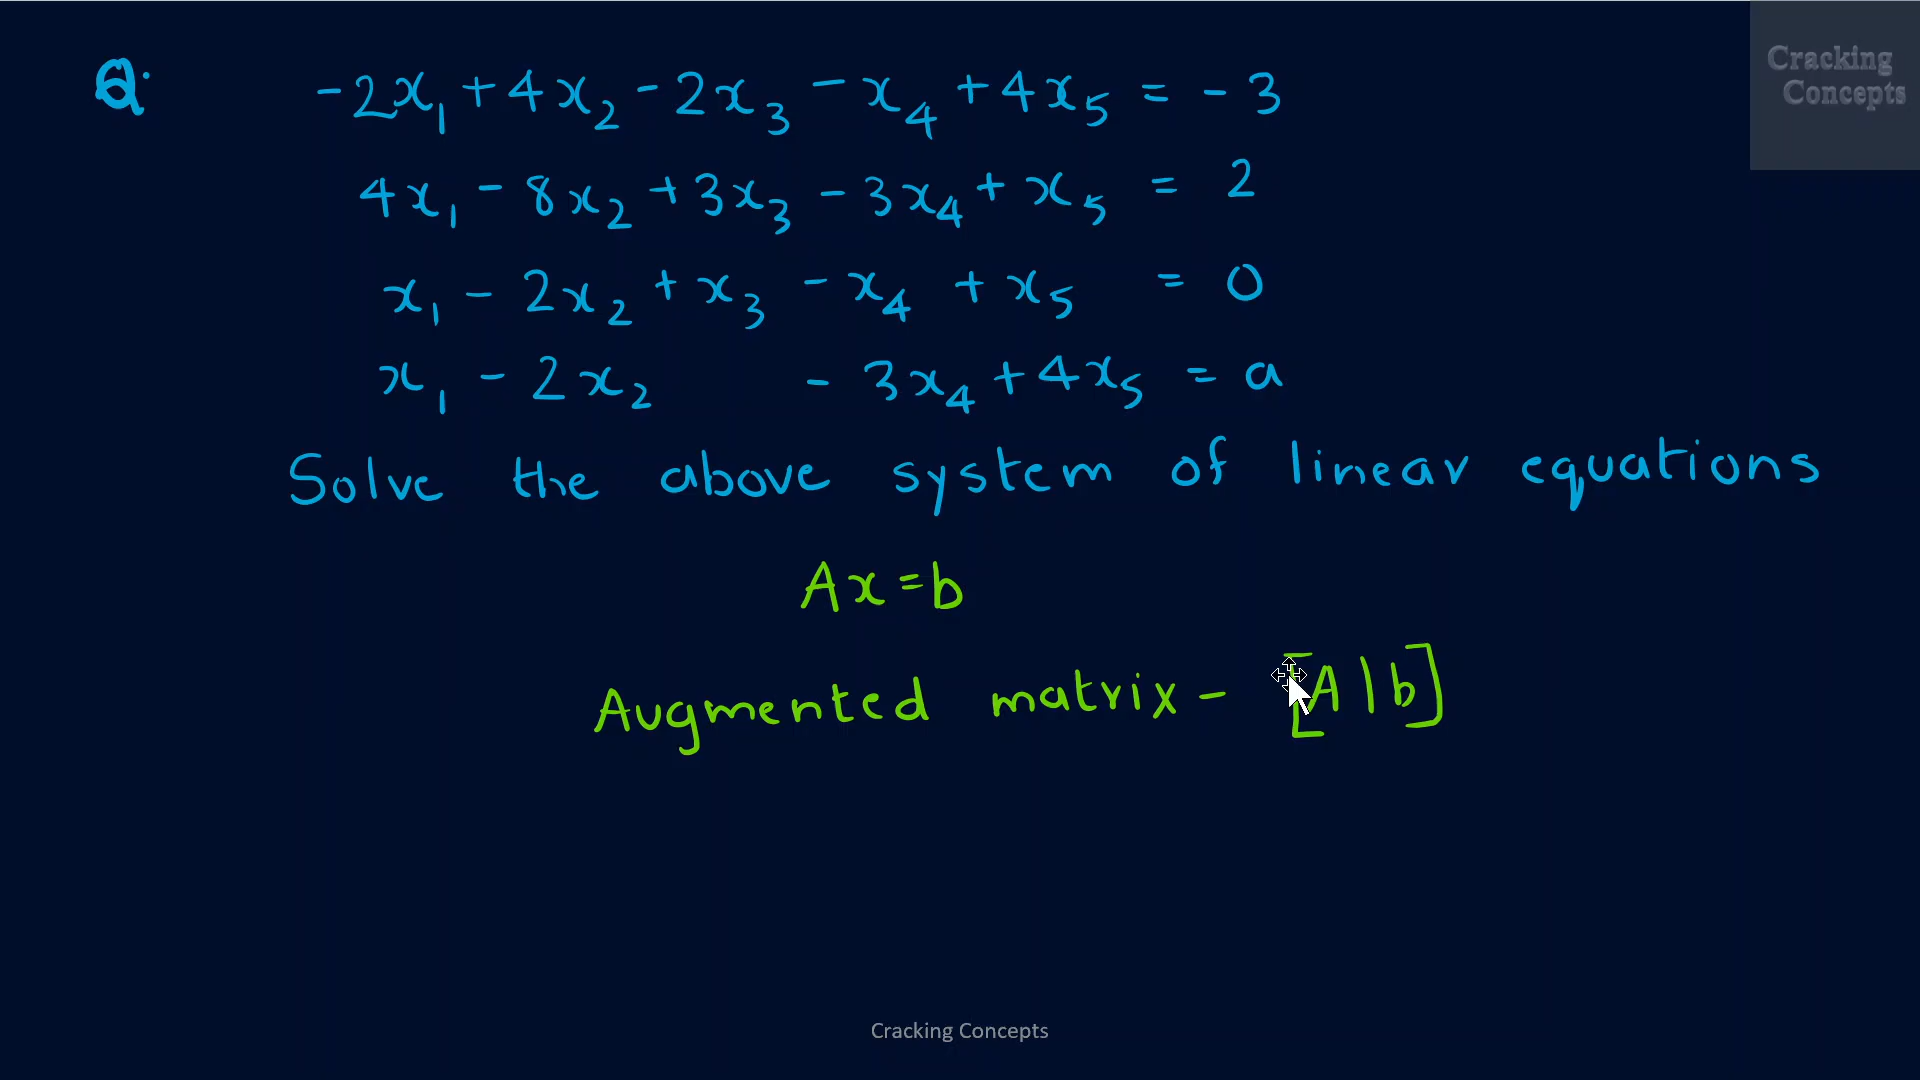 Cracking
Concepts
Q. -2x₁ + 4x₂ - 2x₃ - x₄ + 4x₅ = -3
4x₁ - 8x₂ + 3x₃ - 3x₄ + x₅ = 2
x₁ - 2x₂ + x₃ - x₄ + x₅ = 0
x₁ - 2x₂ - 3x₄ + 4x₅ = a
Solve the above system of linear equations
Ax = b
Augmented matrix - [A | b]
Cracking Concepts